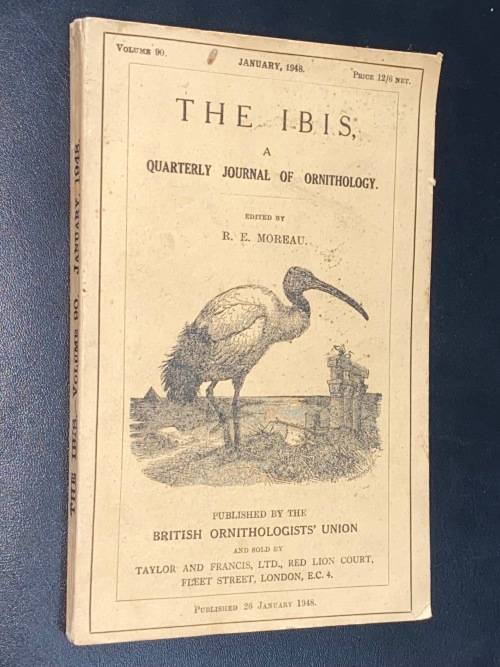 VOLUME 90.
JANUARY, 1948.
PRICE 12/6 NET.
THE IBIS,
A
QUARTERLY JOURNAL OF ORNITHOLOGY.
EDITED BY
R. E. MOREAU.
PUBLISHED BY THE
BRITISH ORNITHOLOGISTS' UNION
AND SOLD BY
TAYLOR AND FRANCIS, LTD., RED LION COURT,
FLEET STREET, LONDON, E.C. 4.
PUBLISHED 26 JANUARY 1948.
THE IBIS.—VOLUME 90, JANUARY, 1948.